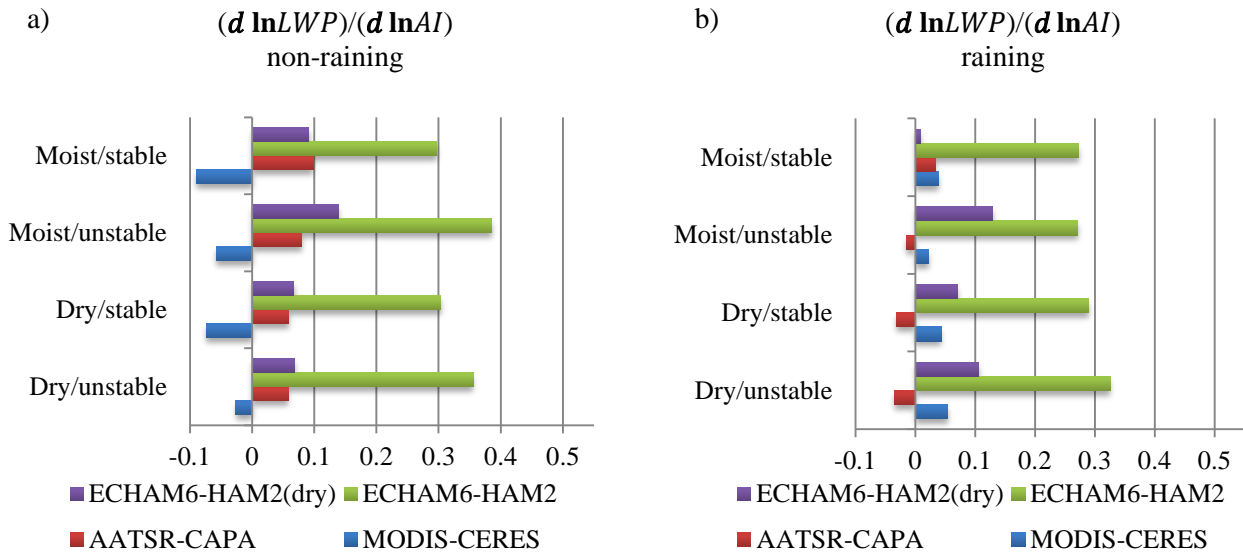 a)
(d lnLWP)/(d lnAI)
non-raining
Moist/stable
Moist/unstable
Dry/stable
Dry/unstable
-0.1 0 0.1 0.2 0.3 0.4 0.5
ECHAM6-HAM2(dry) ECHAM6-HAM2
AATSR-CAPA MODIS-CERES
b)
(d lnLWP)/(d lnAI)
raining
Moist/stable
Moist/unstable
Dry/stable
Dry/unstable
-0.1 0 0.1 0.2 0.3 0.4 0.5
ECHAM6-HAM2(dry) ECHAM6-HAM2
AATSR-CAPA MODIS-CERES